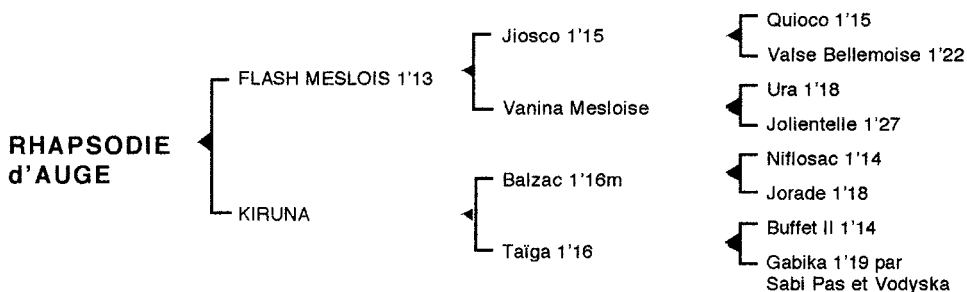 RHAPSODIE
d'AUGE
FLASH MESLOIS 1'13
KIRUNA
Jiosco 1'15
Vanina Mesloise
Balzac 1'16m
Taïga 1'16
Quioco 1'15
Valse Bellemoise 1'22
Ura 1'18
Jolientelle 1'27
Niflosac 1'14
Jorade 1'18
Buffet II 1'14
Gabika 1'19 par
Sabi Pas et Vodyska